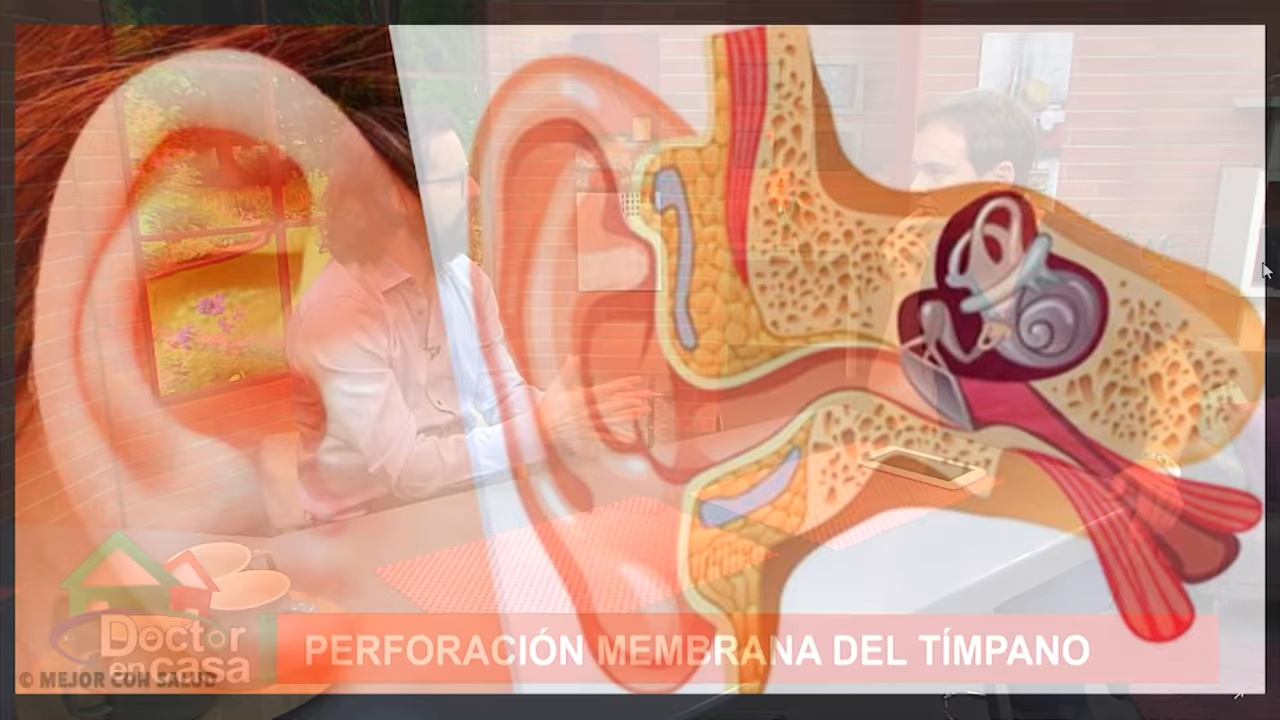 Doctor
en casa
PERFORACIÓN MEMBRANA DEL TÍMPANO
© MEJOR CON SALUD